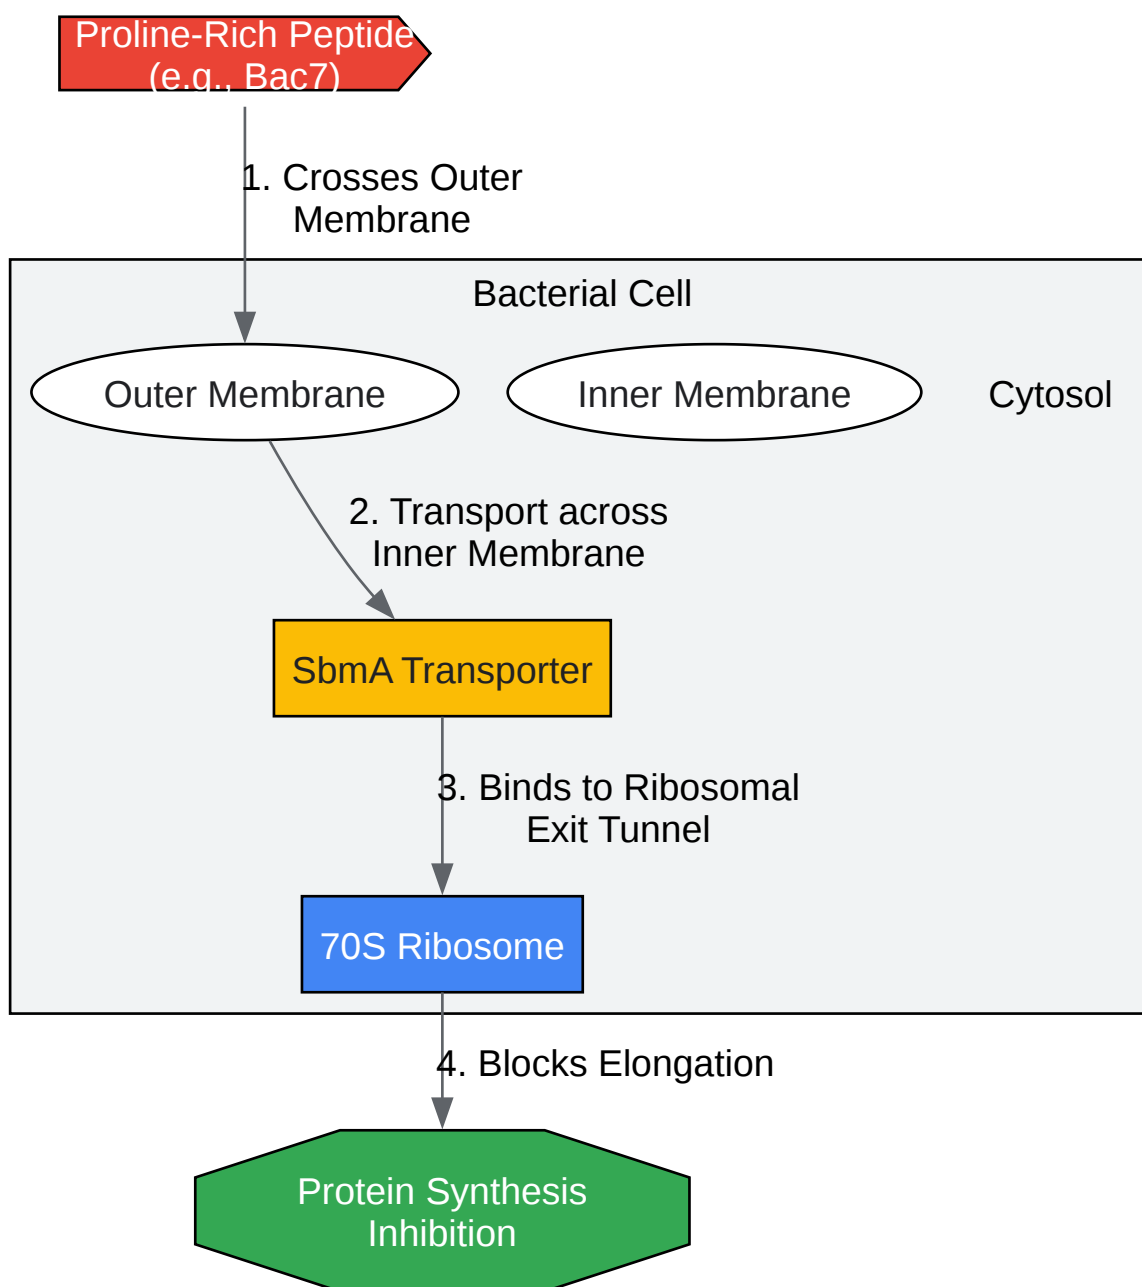 Proline-Rich Peptide
(e.g., Bac7)
1. Crosses Outer
Membrane
Bacterial Cell
Outer Membrane
Inner Membrane
Cytosol
2. Transport across
Inner Membrane
SbmA Transporter
3. Binds to Ribosomal
Exit Tunnel
70S Ribosome
4. Blocks Elongation
Protein Synthesis
Inhibition